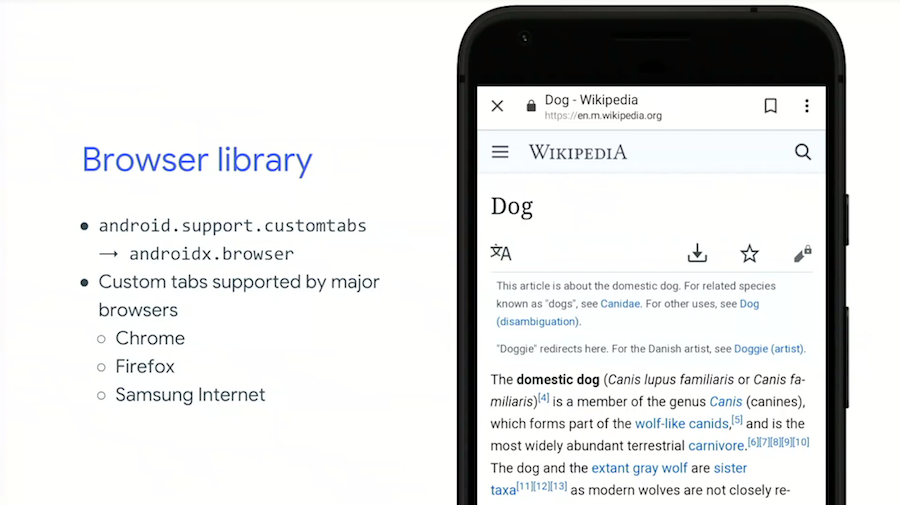 Browser library
● android.support.customtabs
→ androidx.browser
● Custom tabs supported by major
browsers
○ Chrome
○ Firefox
○ Samsung Internet
Dog - Wikipedia
https://en.m.wikipedia.org
WIKIPEDIA
Dog
This article is about the domestic dog. For related species
known as "dogs", see Canidae. For other uses, see Dog
(disambiguation).
"Doggie" redirects here. For the Danish artist, see Doggie (artist).
The domestic dog (Canis lupus familiaris or Canis fa-
miliaris)[4] is a member of the genus Canis (canines),
which forms part of the wolf-like canids,[5] and is the
most widely abundant terrestrial carnivore.[6][7][8][9][10]
The dog and the extant gray wolf are sister
taxa[11][12][13] as modern wolves are not closely re-